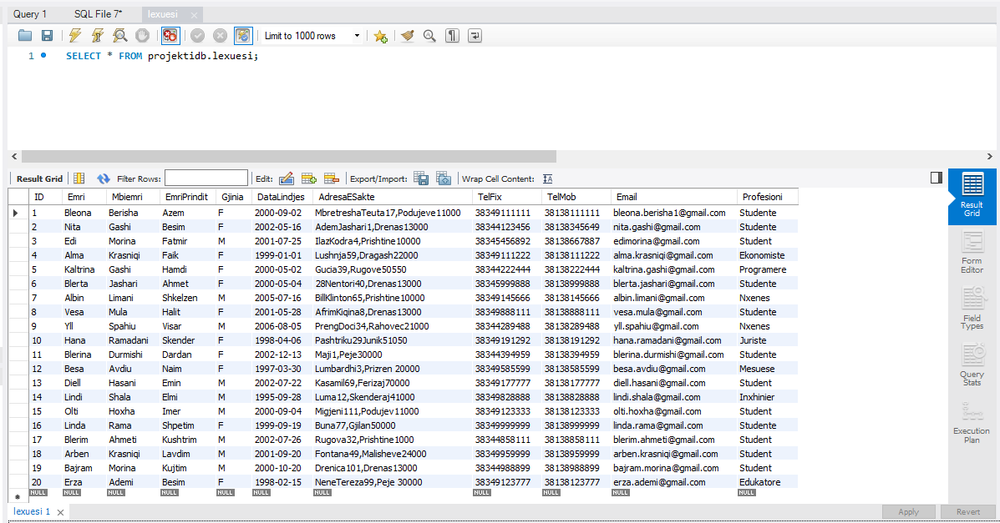 Query 1 SQL File 7* lexuesi
Limit to 1000 rows
1 SELECT * FROM projektidb.lexuesi;
Result Grid Filter Rows: Edit: Export/Import: Wrap Cell Content:
ID Emri Mbiemri EmriPrindit Gjinia DataLindjes AdresaESakte TelFix TelMob Email Profesioni
1 Bleona Berisha Azem F 2000-09-02 MbretreshaTeuta17,Podujeve11000 38349111111 38138111111 bleona.berisha1@gmail.com Studente
2 Nita Gashi Besim F 2002-05-16 AdemJashari1,Drenas13000 38344123456 38138345649 nita.gashi@gmail.com Studente
3 Edi Morina Fatmir M 2001-07-25 IlazKodra4,Prishtine10000 38345456892 38138667887 edimorina@gmail.com Student
4 Alma Krasniqi Faik F 1999-01-01 Lushnja59,Dragash22000 38349111222 38138111222 alma.krasniqi@gmail.com Ekonomiste
5 Kaltrina Gashi Hamdi F 2000-05-02 Gucia39,Rugove50550 38344222444 38138222444 kaltrina.gashi@gmail.com Programere
6 Blerta Jashari Ahmet F 2000-05-04 28Nentori40,Drenas13000 38345999888 38138999888 blerta.jashari@gmail.com Studente
7 Albin Limani Shkelzen M 2005-07-16 BillKlinton65,Prishtine10000 38349145666 38138145666 albin.limani@gmail.com Nxenes
8 Vesa Mula Halit F 2001-05-28 AfrimKiqina8,Drenas13000 38349888111 38138888111 vesa.mula@gmail.com Studente
9 Yll Spahiu Visar M 2006-08-05 PrengDoci34,Rahovec21000 38344289488 38138289488 yll.spahiu@gmail.com Nxenes
10 Hana Ramadani Skender F 1998-04-06 Pashtriku29Junik51050 38349191292 38138191292 hana.ramadani@gmail.com Juriste
11 Blerina Durmishi Dardan F 2002-12-13 Maji1,Peje30000 38344394959 38138394959 blerina.durmishi@gmail.com Studente
12 Besa Avdiu Naim F 1997-03-30 Lumbardhi3,Prizren 20000 38349585599 38138585599 besa.avdiu@gmail.com Mesuese
13 Diell Hasani Emin M 2002-07-22 Kasamil69,Ferizaj70000 38349177777 38138177777 diell.hasani@gmail.com Student
14 Lindi Shala Elmi M 1995-09-28 Luma12,Skenderaj41000 38349828888 38138828888 lindi.shala@gmail.com Inxhinier
15 Olti Hoxha Imer M 2000-09-04 Migjeni111,Podujev11000 38349123333 38138123333 olti.hoxha@gmail.com Student
16 Linda Rama Shpetim F 1999-09-19 Buna77,Gjilan50000 38349999999 38138999999 linda.rama@gmail.com Studente
17 Blerim Ahmeti Kushtrim M 2002-07-26 Rugova32,Prishtine1000 38344858111 38138858111 blerim.ahmeti@gmail.com Student
18 Arben Krasniqi Lavdim M 2001-09-20 Fontana49,Malisheve24000 38349959999 38138959999 arben.krasniqi@gmail.com Student
19 Bajram Morina Kujtim M 2000-10-20 Drenica101,Drenas13000 38344988899 38138988899 bajram.morina@gmail.com Student
20 Erza Ademi Besim F 1998-02-15 NeneTereza99,Peje 30000 38349123777 38138123777 erza.ademi@gmail.com Edukatore
NULL NULL NULL NULL NULL NULL NULL NULL NULL NULL NULL
Result
Grid
Form
Editor
Field
Types
Query
Stats
Execution
Plan
lexuesi 1 Apply Revert